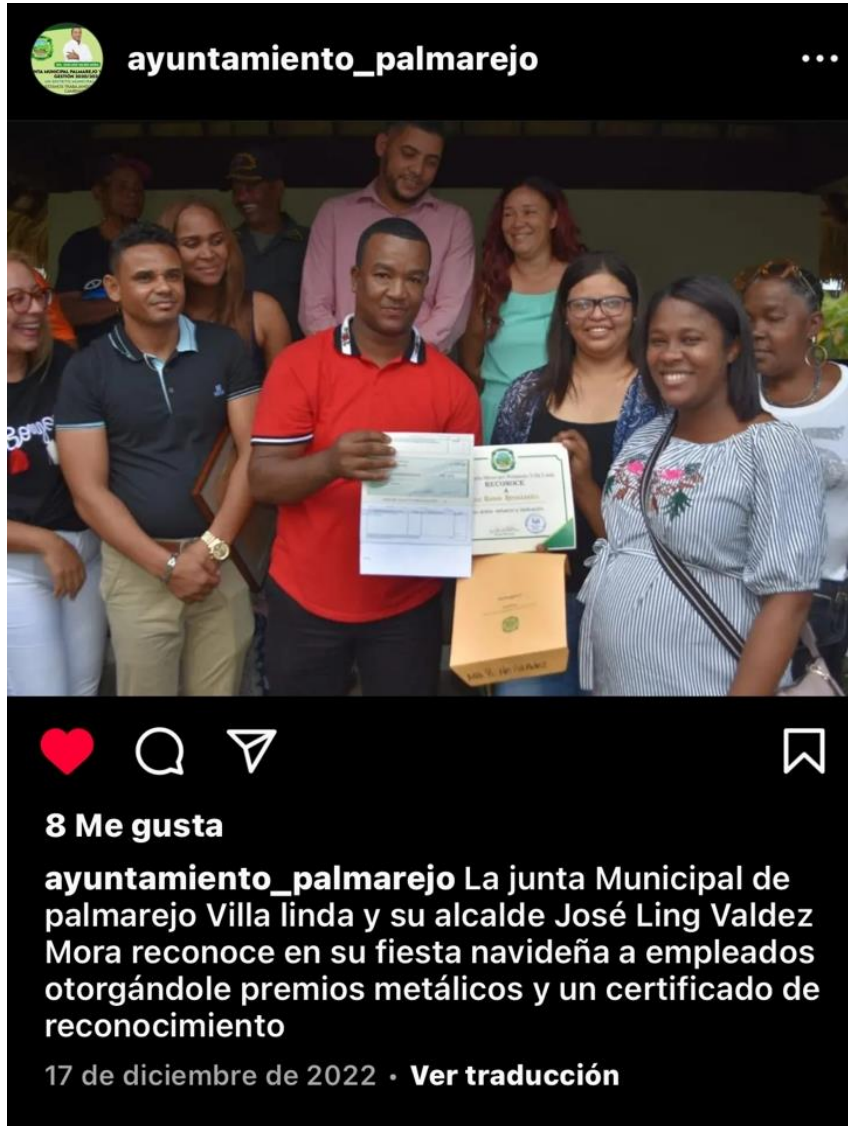 ayuntamiento_palmarejo
RECONOCE
A
8 Me gusta
ayuntamiento_palmarejo La junta Municipal de
palmarejo Villa linda y su alcalde José Ling Valdez
Mora reconoce en su fiesta navideña a empleados
otorgándole premios metálicos y un certificado de
reconocimiento
17 de diciembre de 2022 · Ver traducción